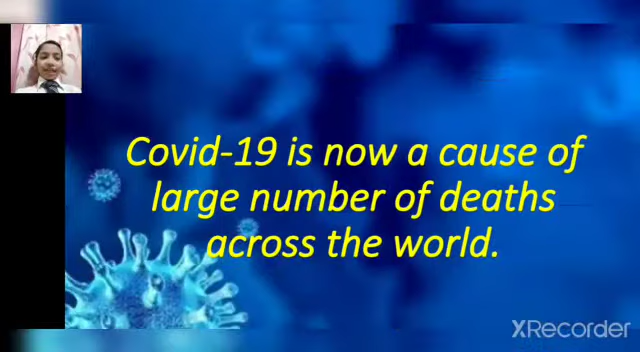 Covid-19 is now a cause of
large number of deaths
across the world.
XRecorder